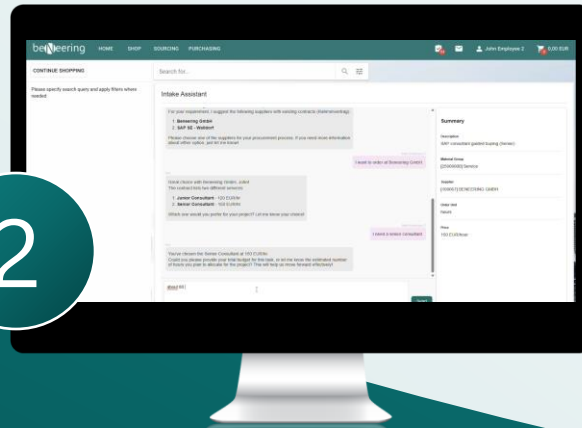 2
beNeering HOME SHOP SOURCING PURCHASING John Employee 2 0,00 EUR
CONTINUE SHOPPING
Search for...
Please specify search query and apply filters where
needed
Intake Assistant
For your requirement, I suggest the following suppliers with existing contracts
1. Beneering GmbH
2. SAP SE - Walldorf
Please choose one of the suppliers for your procurement process. If you need more information
about either option, just let me know!
I want to order at Beneering GmbH
Great choice with Beneering GmbH, John!
The contract lists two different services:
1. Junior Consultant - 120 EUR/hr
2. Senior Consultant - 160 EUR/hr
Which one would you prefer for your project? Let me know your choice!
I need a senior consultant
You've chosen the Senior Consultant at 160 EUR/hr.
Could you please provide your total budget for this task, or let me know the estimated number
of hours you plan to allocate for the project? This will help us move forward effectively!
Send
Summary
Description
SAP consultant guided buying (Senior)
Material Group
Service
Supplier
BENEERING GMBH
Order Unit
hours
Price
160 EUR/hour